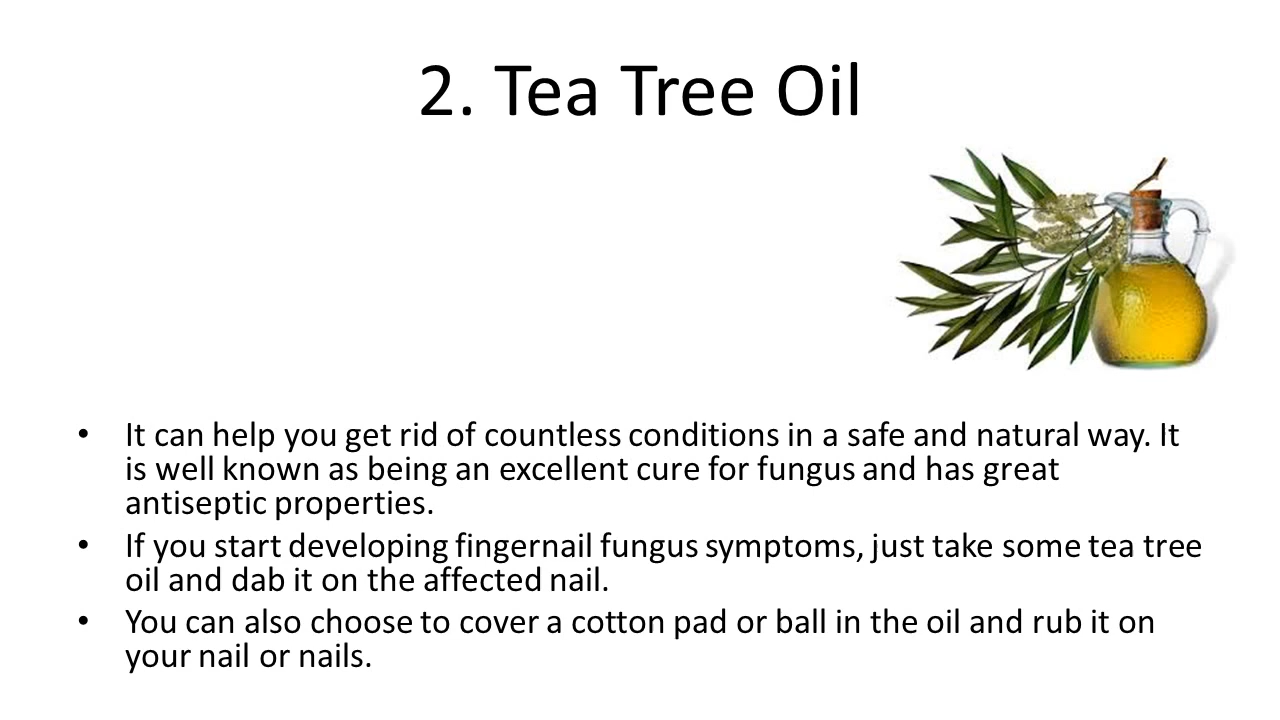 2. Tea Tree Oil
• It can help you get rid of countless conditions in a safe and natural way. It
is well known as being an excellent cure for fungus and has great
antiseptic properties.
• If you start developing fingernail fungus symptoms, just take some tea tree
oil and dab it on the affected nail.
• You can also choose to cover a cotton pad or ball in the oil and rub it on
your nail or nails.